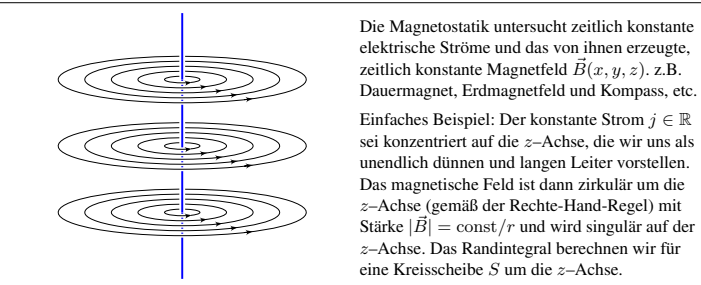 Die Magnetostatik untersucht zeitlich konstante
elektrische Ströme und das von ihnen erzeugte,
zeitlich konstante Magnetfeld $\vec{B}(x, y, z)$. z.B.
Dauermagnet, Erdmagnetfeld und Kompass, etc.
Einfaches Beispiel: Der konstante Strom $j \in \mathbb{R}$
sei konzentriert auf die $z$–Achse, die wir uns als
unendlich dünnen und langen Leiter vorstellen.
Das magnetische Feld ist dann zirkulär um die
$z$–Achse (gemäß der Rechte-Hand-Regel) mit
Stärke $|\vec{B}| = \text{const}/r$ und wird singulär auf der
$z$–Achse. Das Randintegral berechnen wir für
eine Kreisscheibe $S$ um die $z$–Achse.